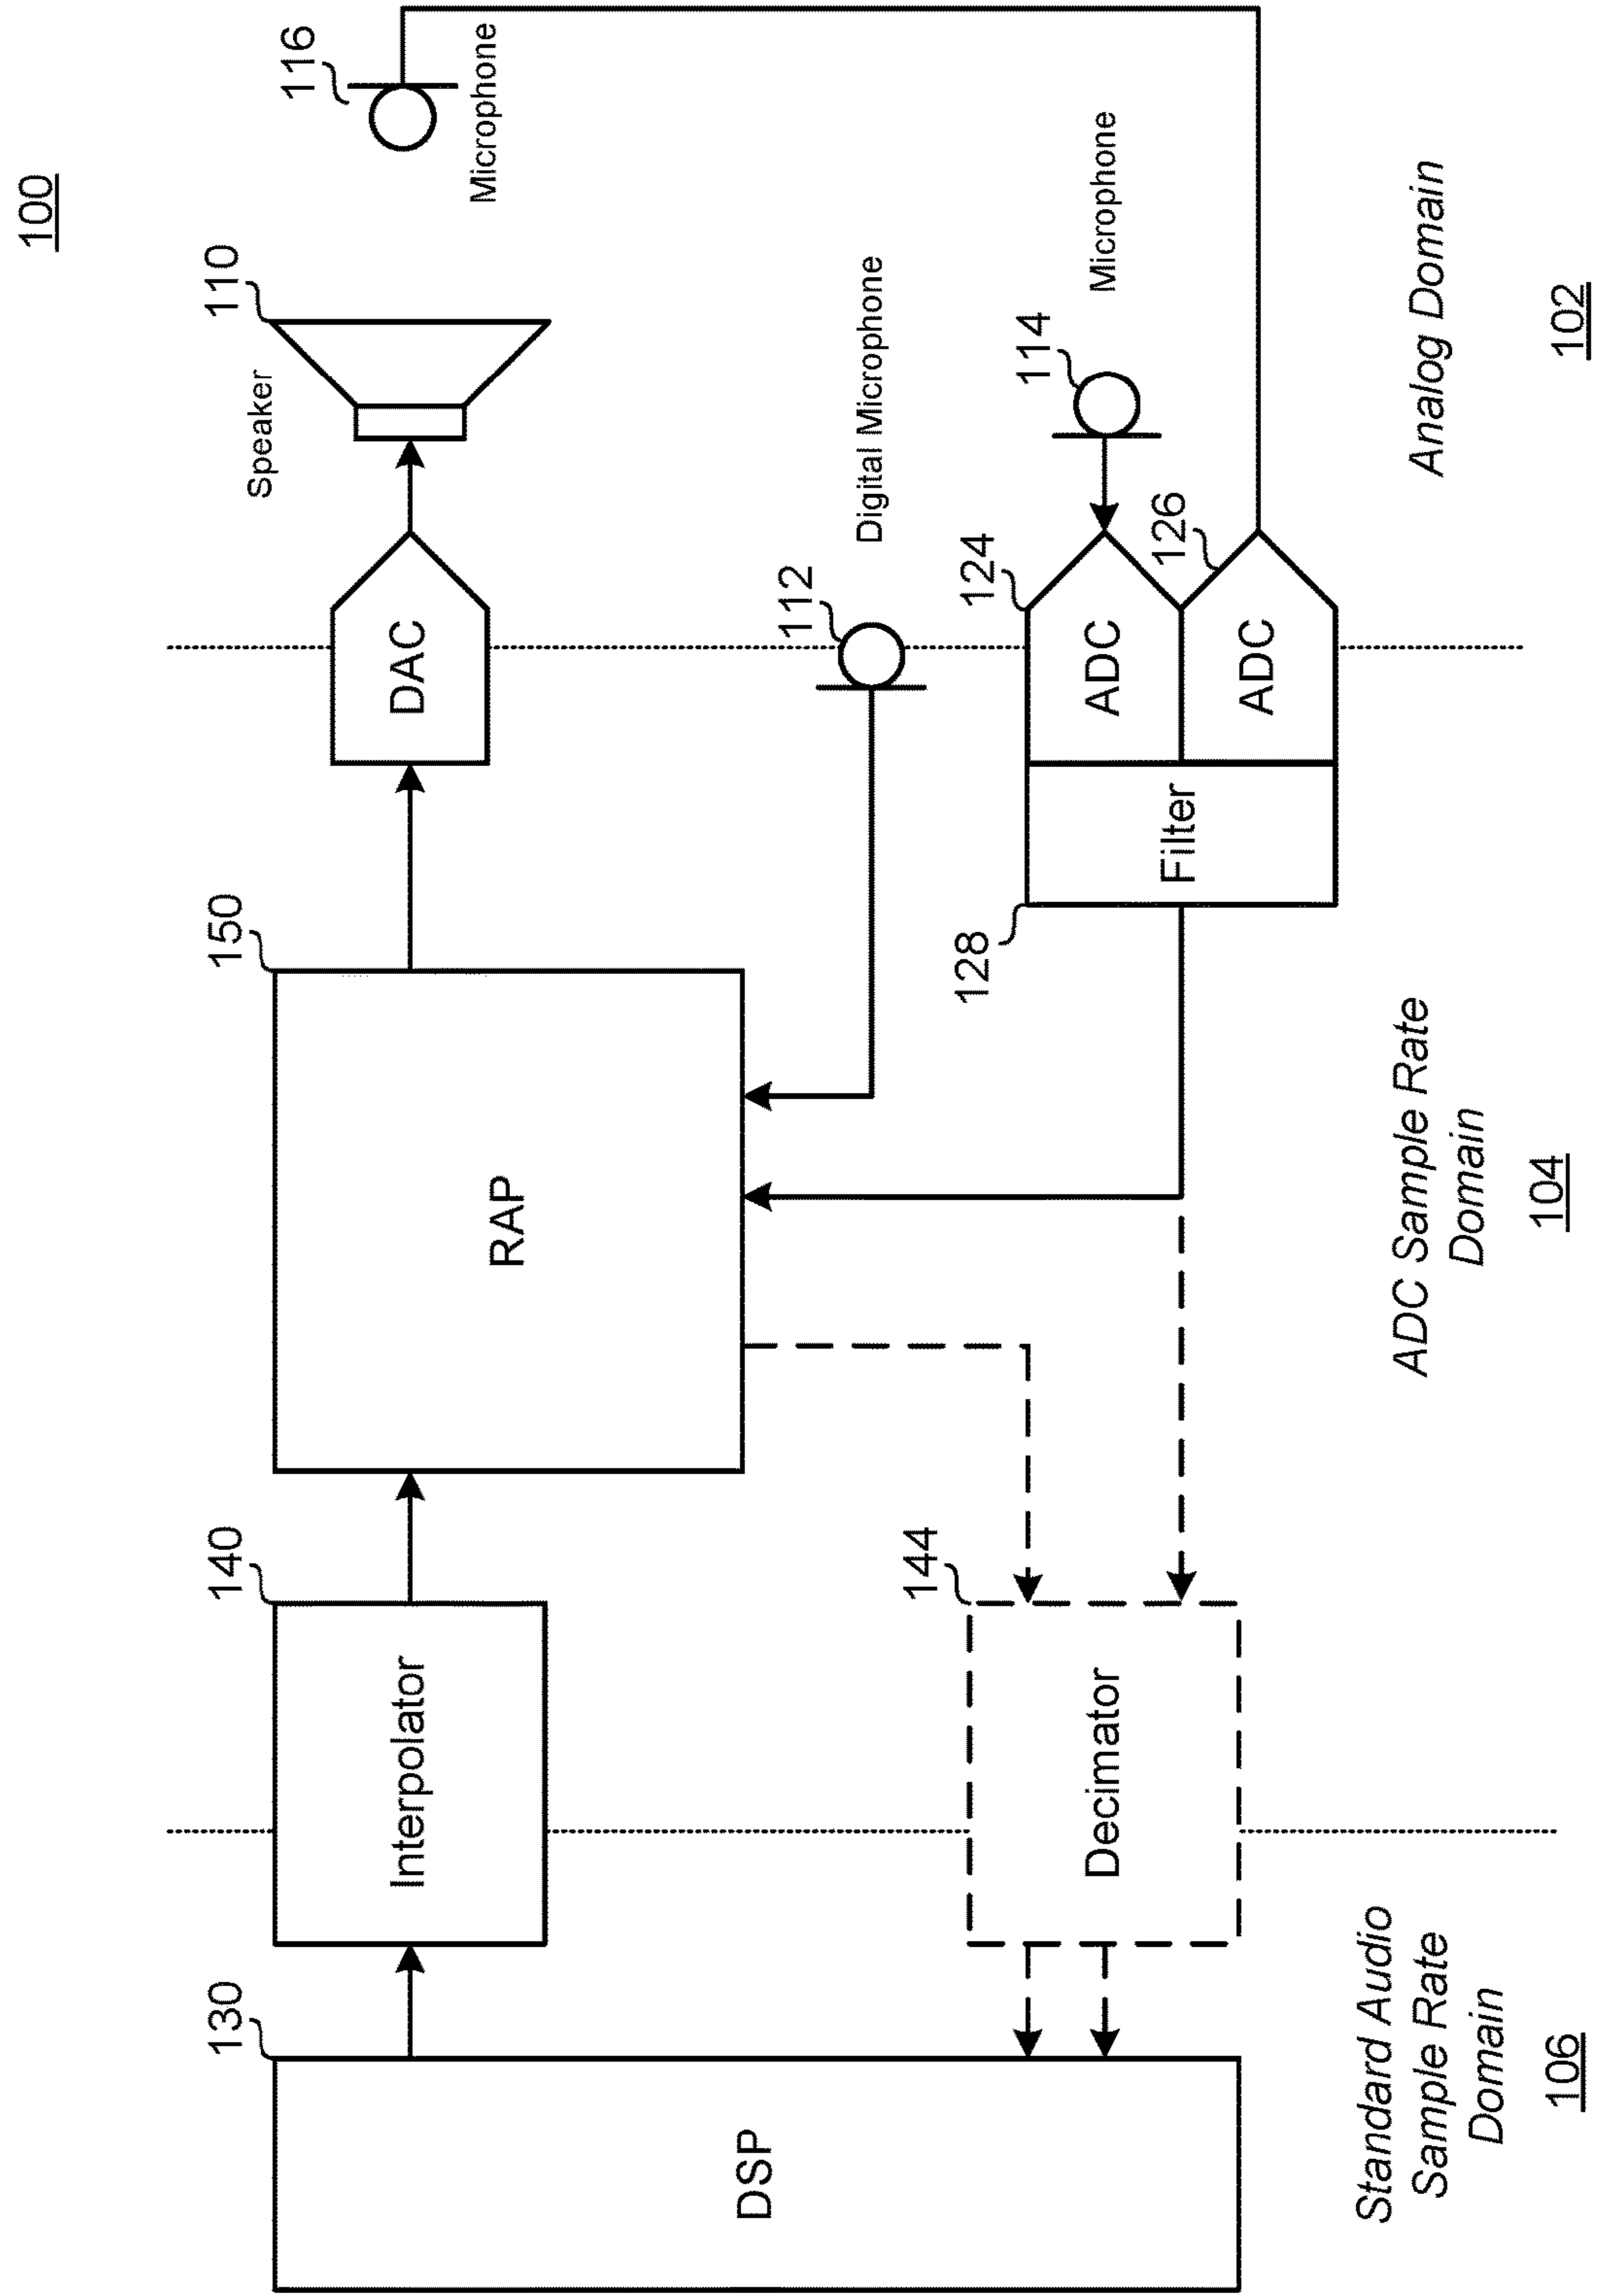 100
130
DSP
140
Interpolator
150
RAP
DAC
Speaker
110
116
Microphone
112
Digital Microphone
144
Decimator
128
Filter
124
ADC
126
ADC
114
Microphone
Standard Audio
Sample Rate
Domain
106
ADC Sample Rate
Domain
104
Analog Domain
102